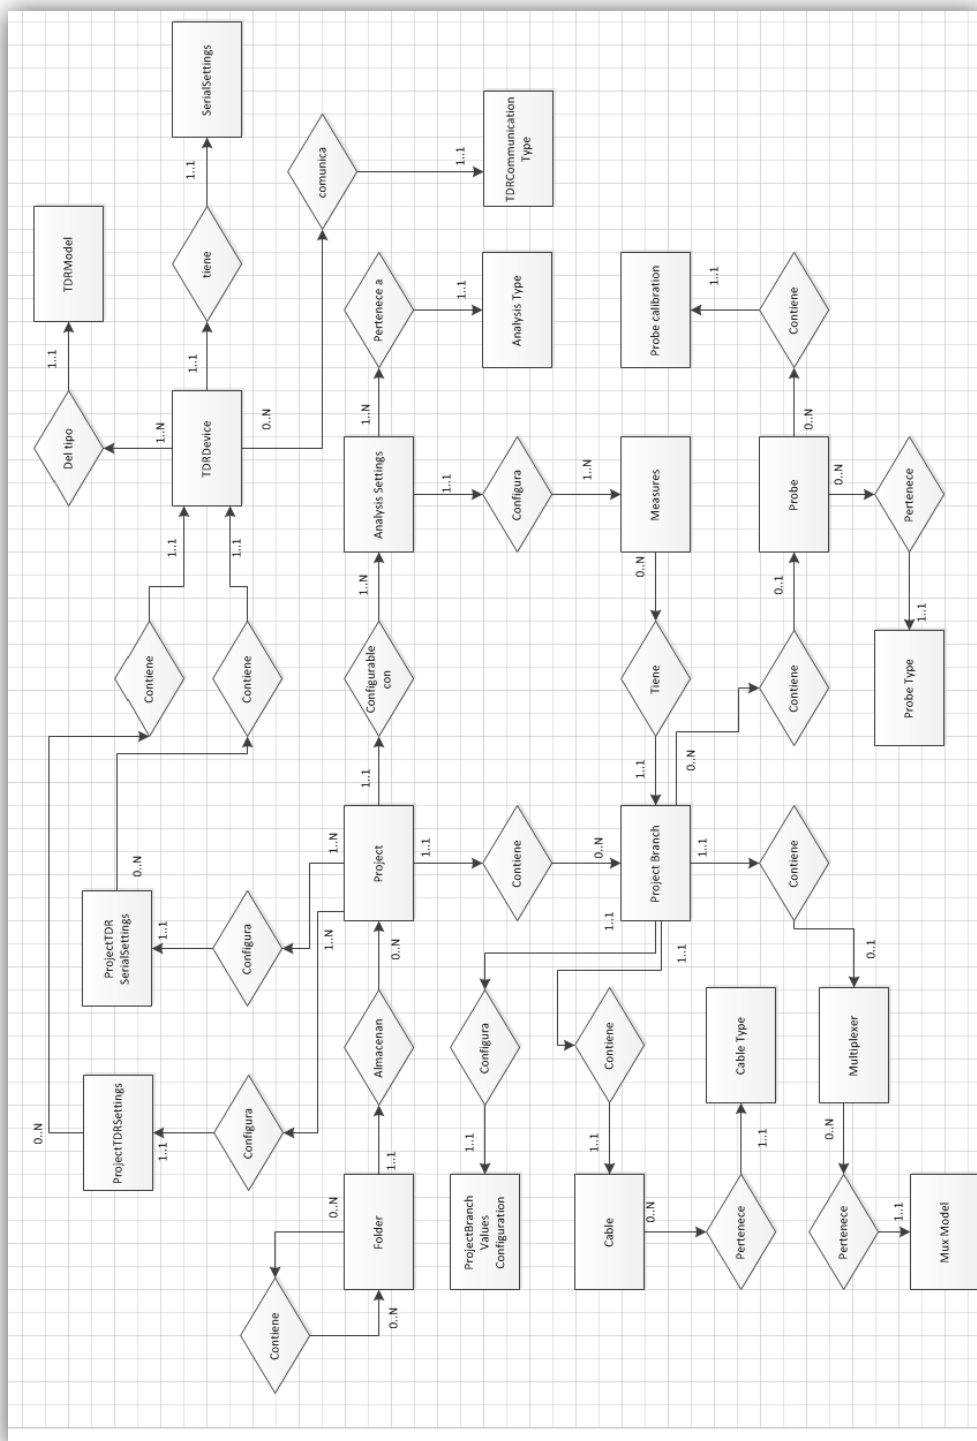 0..N
ProjectTDRSettings
1..1
ProjectTDR
SerialSettings
0..N
1..1
Del tipo
1..N
1..1
TDRModel
Contiene
1..1
Contiene
1..1
TDRDevice
1..1
tiene
1..1
SerialSettings
0..N
Contiene
0..N
0..N
Configura
1..N
Configura
1..N
comunica
Folder
1..1
Almacenan
0..N
Project
1..1
Configurable
con
1..N
Analysis Settings
1..N
Pertenece a
1..1
TDRCommunication
Type
1..1
1..1
1..1
Analysis Type
ProjectBranch
Values
Configuration
1..1
Configura
Contiene
Configura
1..N
0..N
Cable
1..1
Contiene
1..1
1..1
Project Branch
1..1
Tiene
0..N
Measures
Probe calibration
1..1
0..N
0..N
1..1
Pertenece
1..1
Cable Type
Contiene
Contiene
0..1
Probe
0..N
Contiene
0..N
Pertenece
0..N
Multiplexer
0..1
Probe Type
1..1
Pertenece
1..1
Mux Model